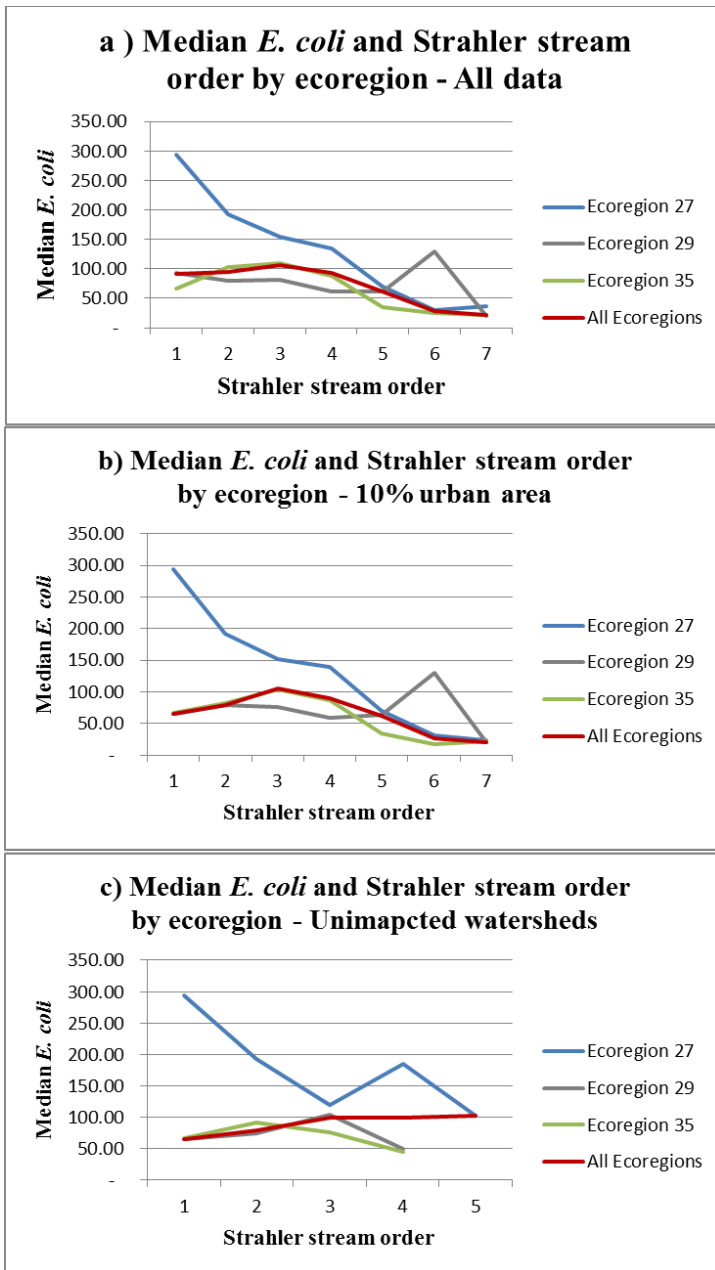 a ) Median E. coli and Strahler stream
order by ecoregion - All data
350.00
300.00
250.00
200.00
150.00
100.00
50.00
-
Median E. coli
1 2 3 4 5 6 7
Strahler stream order
Ecoregion 27
Ecoregion 29
Ecoregion 35
All Ecoregions
b) Median E. coli and Strahler stream order
by ecoregion - 10% urban area
350.00
300.00
250.00
200.00
150.00
100.00
50.00
-
Median E. coli
1 2 3 4 5 6 7
Strahler stream order
Ecoregion 27
Ecoregion 29
Ecoregion 35
All Ecoregions
c) Median E. coli and Strahler stream order
by ecoregion - Unimapcted watersheds
350.00
300.00
250.00
200.00
150.00
100.00
50.00
-
Median E. coli
1 2 3 4 5
Strahler stream order
Ecoregion 27
Ecoregion 29
Ecoregion 35
All Ecoregions